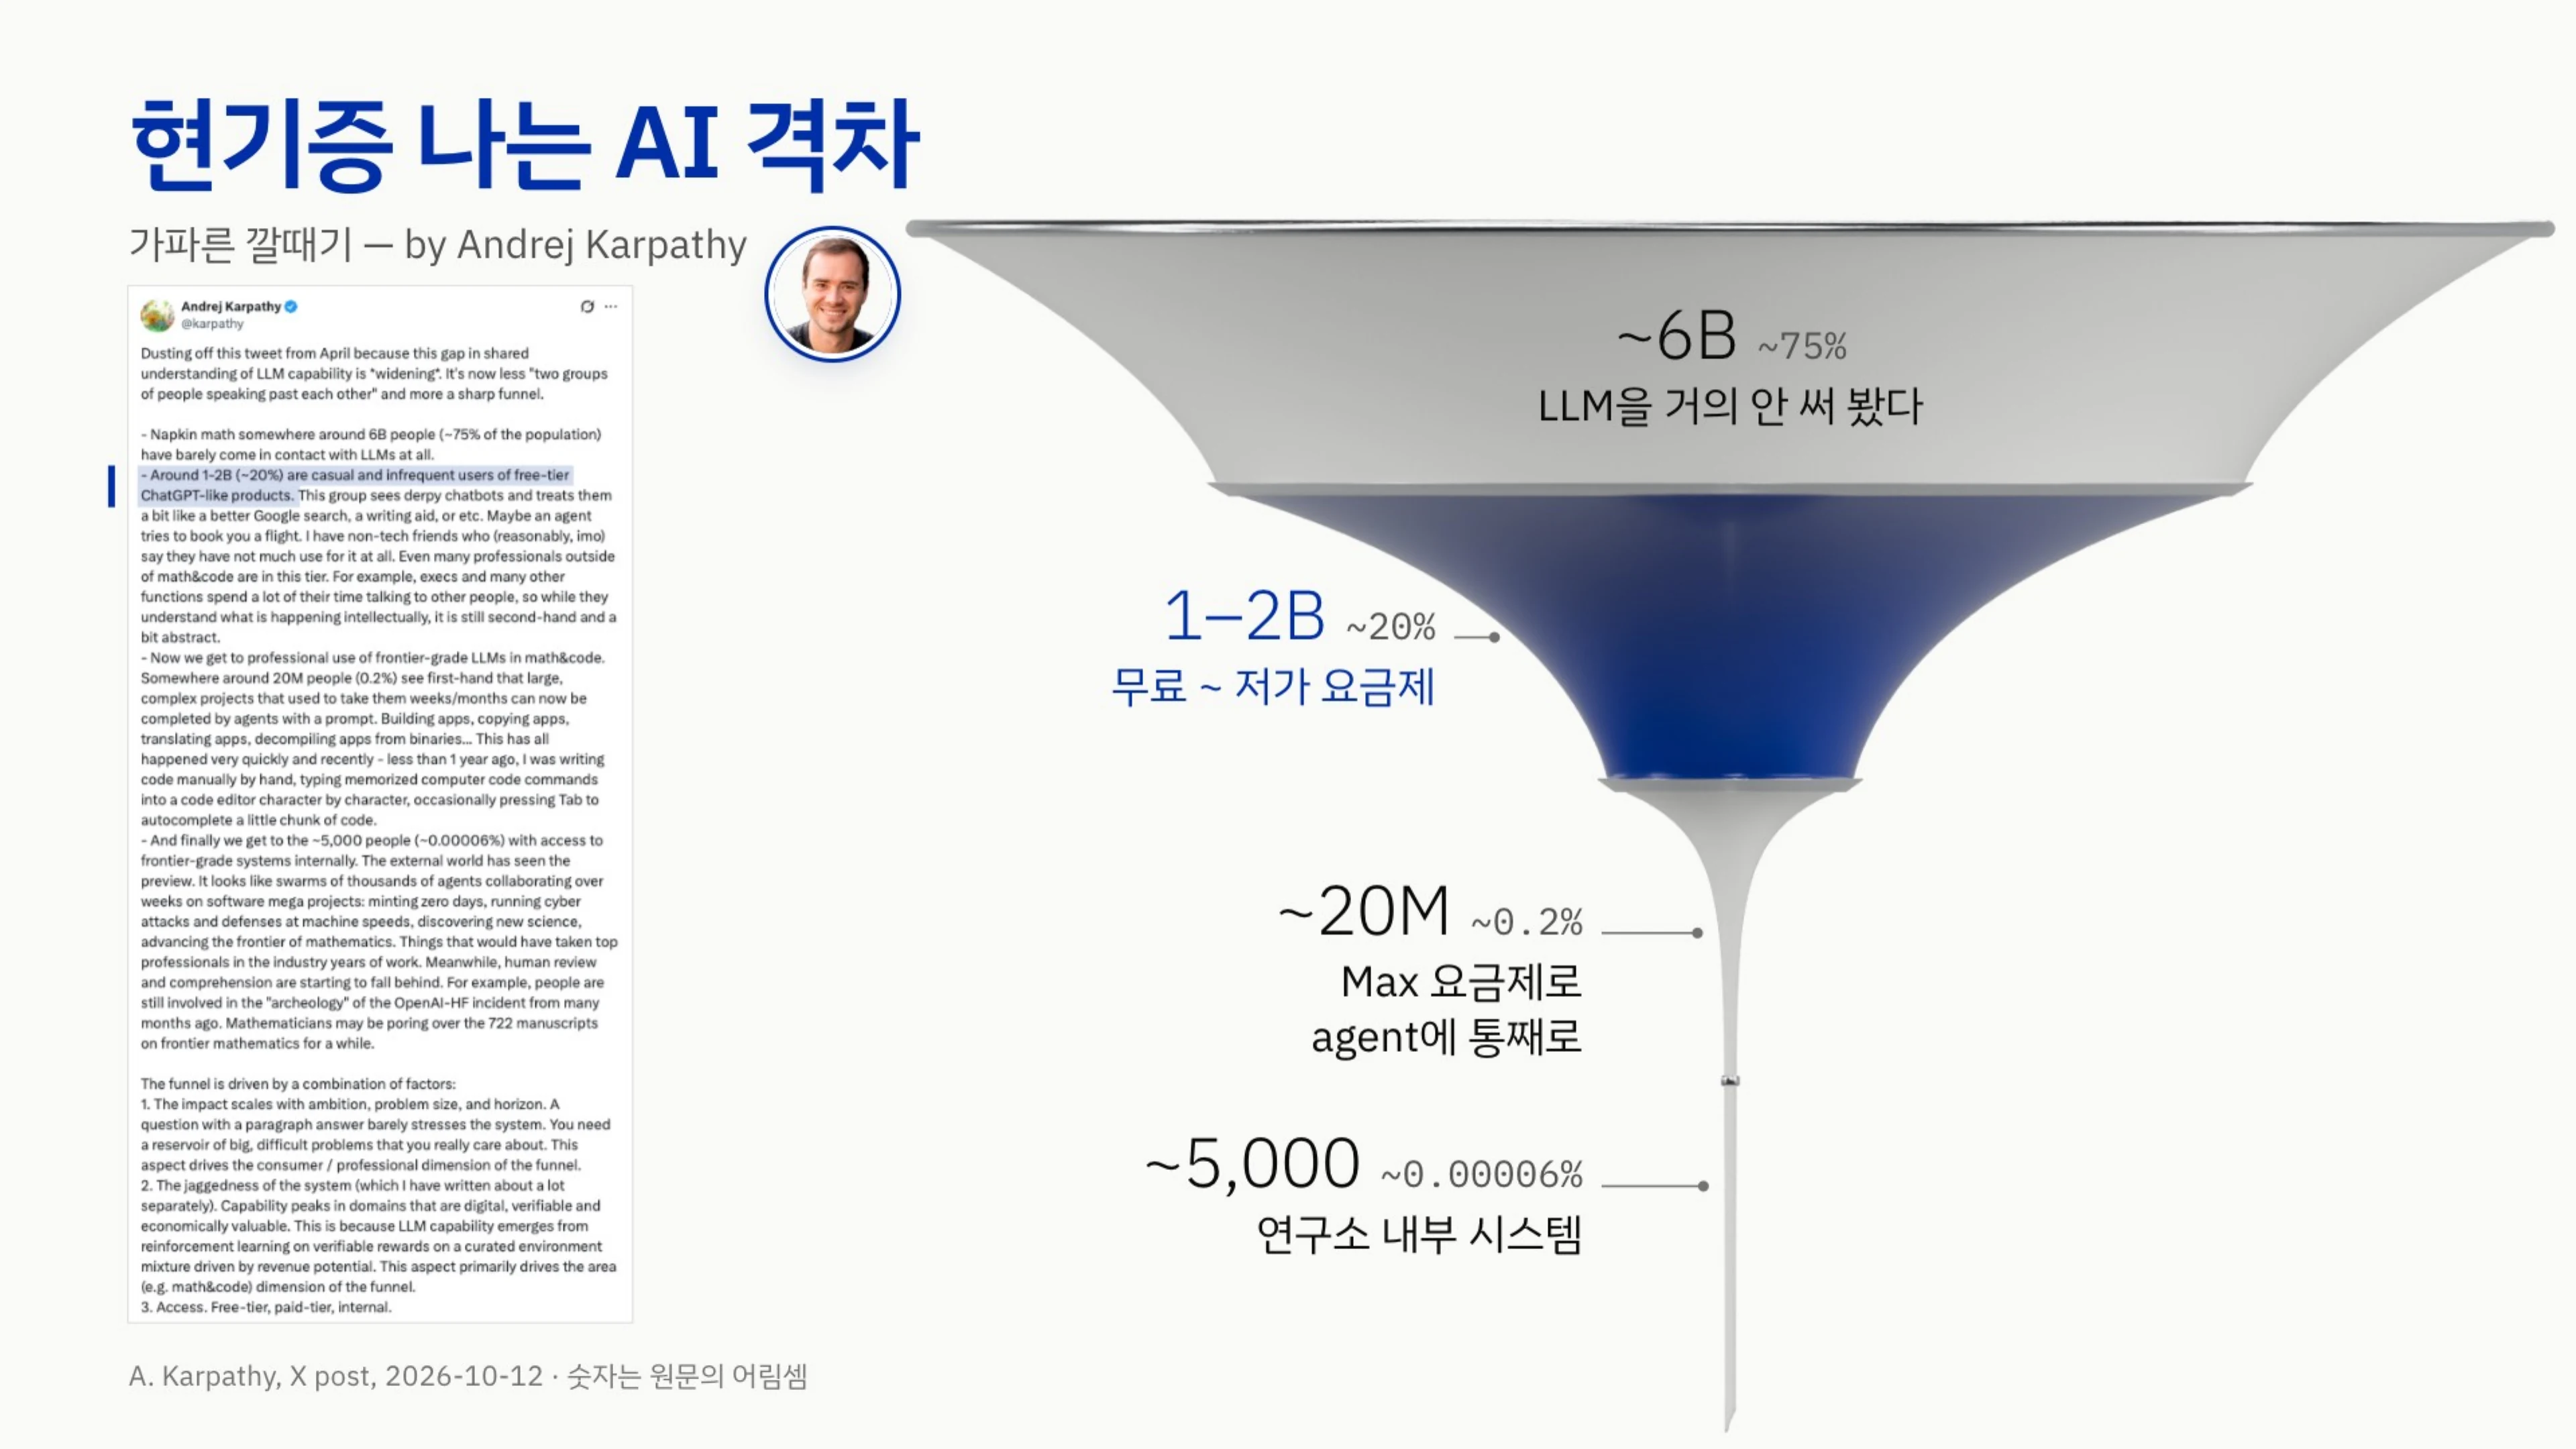 현기증 나는 AI 격차
가파른 깔때기 — by Andrej Karpathy
Andrej Karpathy
@karpathy
Dusting off this tweet from April because this gap in shared
understanding of LLM capability is *widening*. It's now less "two groups
of people speaking past each other" and more a sharp funnel.
- Napkin math somewhere around 6B people (~75% of the population)
have barely come in contact with LLMs at all.
- Around 1-2B (~20%) are casual and infrequent users of free-tier
ChatGPT-like products. This group sees derpy chatbots and treats them
a bit like a better Google search, a writing aid, or etc. Maybe an agent
tries to book you a flight. I have non-tech friends who (reasonably, imo)
say they have not much use for it at all. Even many professionals outside
of math&code are in this tier. For example, execs and many other
functions spend a lot of their time talking to other people, so while they
understand what is happening intellectually, it is still second-hand and a
bit abstract.
- Now we get to professional use of frontier-grade LLMs in math&code.
Somewhere around 20M people (0.2%) see first-hand that large,
complex projects that used to take them weeks/months can now be
completed by agents with a prompt. Building apps, copying apps,
translating apps, decompiling apps from binaries... This has all
happened very quickly and recently - less than 1 year ago, I was writing
code manually by hand, typing memorized computer code commands
into a code editor character by character, occasionally pressing Tab to
autocomplete a little chunk of code.
- And finally we get to the ~5,000 people (~0.00006%) with access to
frontier-grade systems internally. The external world has seen the
preview. It looks like swarms of thousands of agents collaborating over
weeks on software mega projects: minting zero days, running cyber
attacks and defenses at machine speeds, discovering new science,
advancing the frontier of mathematics. Things that would have taken top
professionals in the industry years of work. Meanwhile, human review
and comprehension are starting to fall behind. For example, people are
still involved in the "archeology" of the OpenAI-HF incident from many
months ago. Mathematicians may be poring over the 722 manuscripts
on frontier mathematics for a while.
The funnel is driven by a combination of factors:
1. The impact scales with ambition, problem size, and horizon. A
question with a paragraph answer barely stresses the system. You need
a reservoir of big, difficult problems that you really care about. This
aspect drives the consumer / professional dimension of the funnel.
2. The jaggedness of the system (which I have written about a lot
separately). Capability peaks in domains that are digital, verifiable and
economically valuable. This is because LLM capability emerges from
reinforcement learning on verifiable rewards on a curated environment
mixture driven by revenue potential. This aspect primarily drives the area
(e.g. math&code) dimension of the funnel.
3. Access. Free-tier, paid-tier, internal.
~6B ~75%
LLM을 거의 안 써 봤다
1–2B ~20%
무료 ~ 저가 요금제
~20M ~0.2%
Max 요금제로
agent에 통째로
~5,000 ~0.00006%
연구소 내부 시스템
A. Karpathy, X post, 2026-10-12 · 숫자는 원문의 어림셈